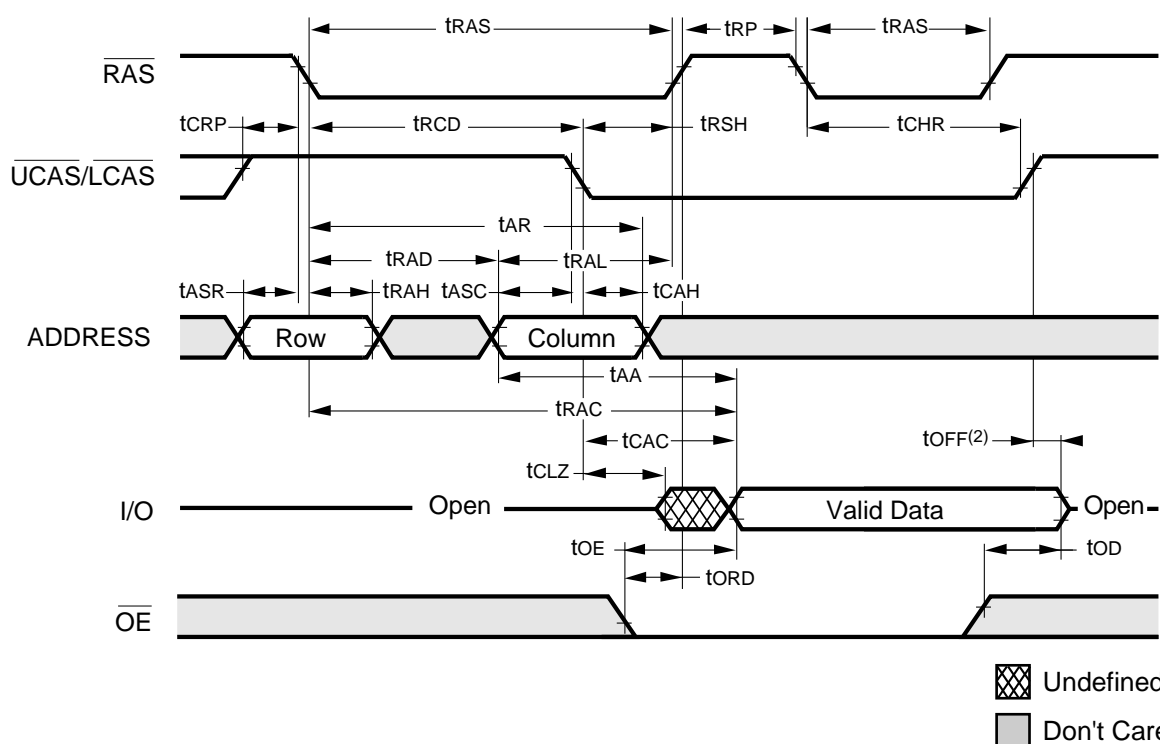 tRAS tRP tRAS
RAS
tCRP tRCD tRSH tCHR
UCAS/LCAS
tAR
tRAD tRAL
tASR tRAH tASC tCAH
ADDRESS Row Column
tAA
tRAC
tCAC tOFF(2)
tCLZ
I/O Open Valid Data Open
tOE tOD
tORD
OE
Undefined
Don't Care